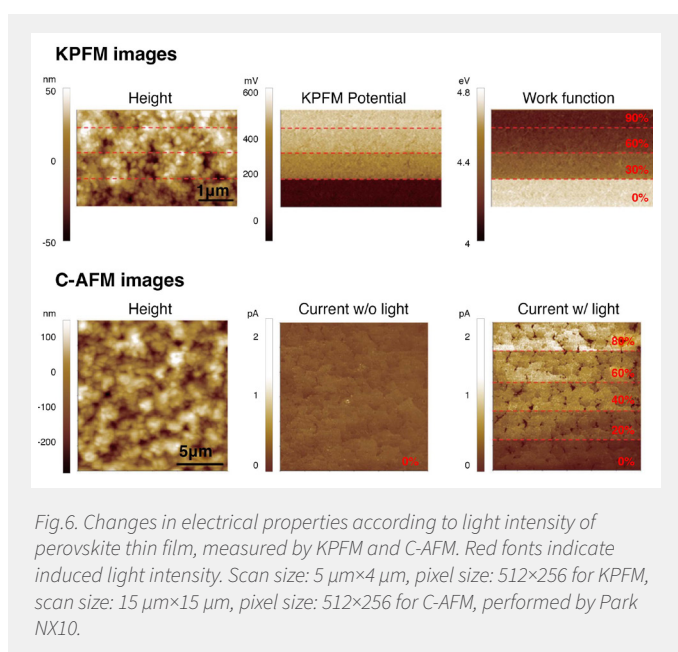 KPFM images
nm
Height
50
0
-50
1µm
mV
KPFM Potential
600
400
200
0
eV
Work function
4.8
4.4
4
90%
60%
30%
0%
C-AFM images
nm
Height
100
0
-100
-200
5µm
pA
Current w/o light
2
1
0
0%
pA
Current w/ light
2
1
0
80%
60%
40%
20%
0%
Fig.6. Changes in electrical properties according to light intensity of
perovskite thin film, measured by KPFM and C-AFM. Red fonts indicate
induced light intensity. Scan size: 5 µm×4 µm, pixel size: 512×256 for KPFM,
scan size: 15 µm×15 µm, pixel size: 512×256 for C-AFM, performed by Park
NX10.